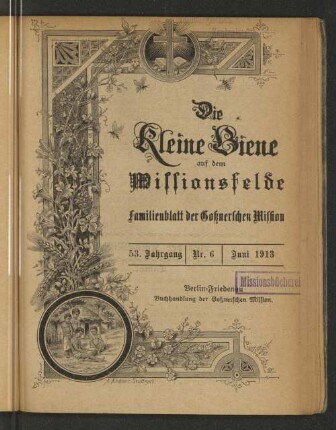 Die
Kleine Biene
auf dem
Missionsfelde
Familienblatt der Goßnerschen Mission
53. Jahrgang | Nr. 6 | Juni 1913
Missionsbücherei
Berlin-Friedenau
Buchhandlung der Goßnerschen Mission.